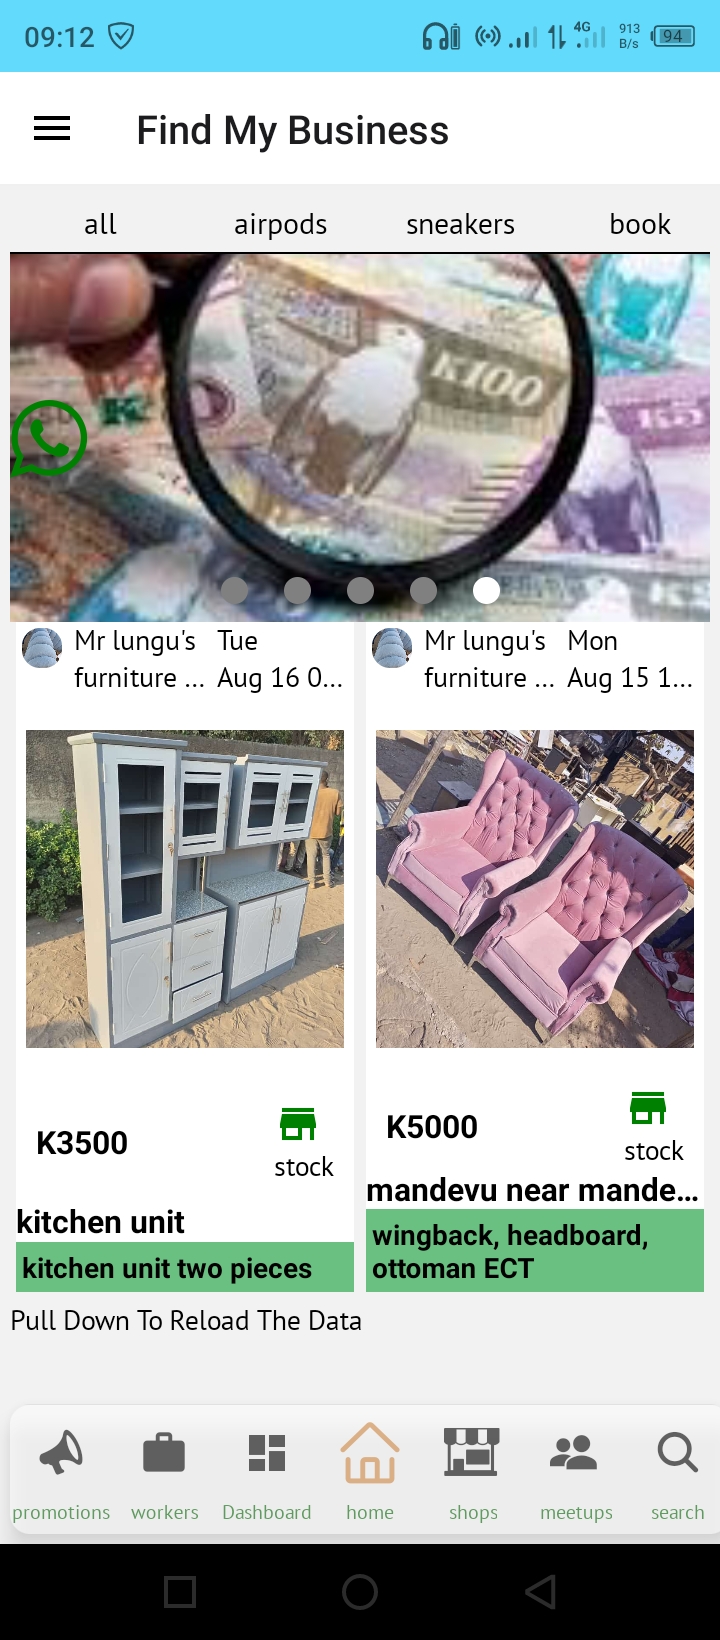 09:12
4G
913
B/s
94
Find My Business
all airpods sneakers book
K100
Mr lungu's Tue
furniture ... Aug 16 0...
Mr lungu's Mon
furniture ... Aug 15 1...
K3500
stock
kitchen unit
kitchen unit two pieces
K5000
stock
mandevu near mande...
wingback, headboard,
ottoman ECT
Pull Down To Reload The Data
promotions workers Dashboard home shops meetups search